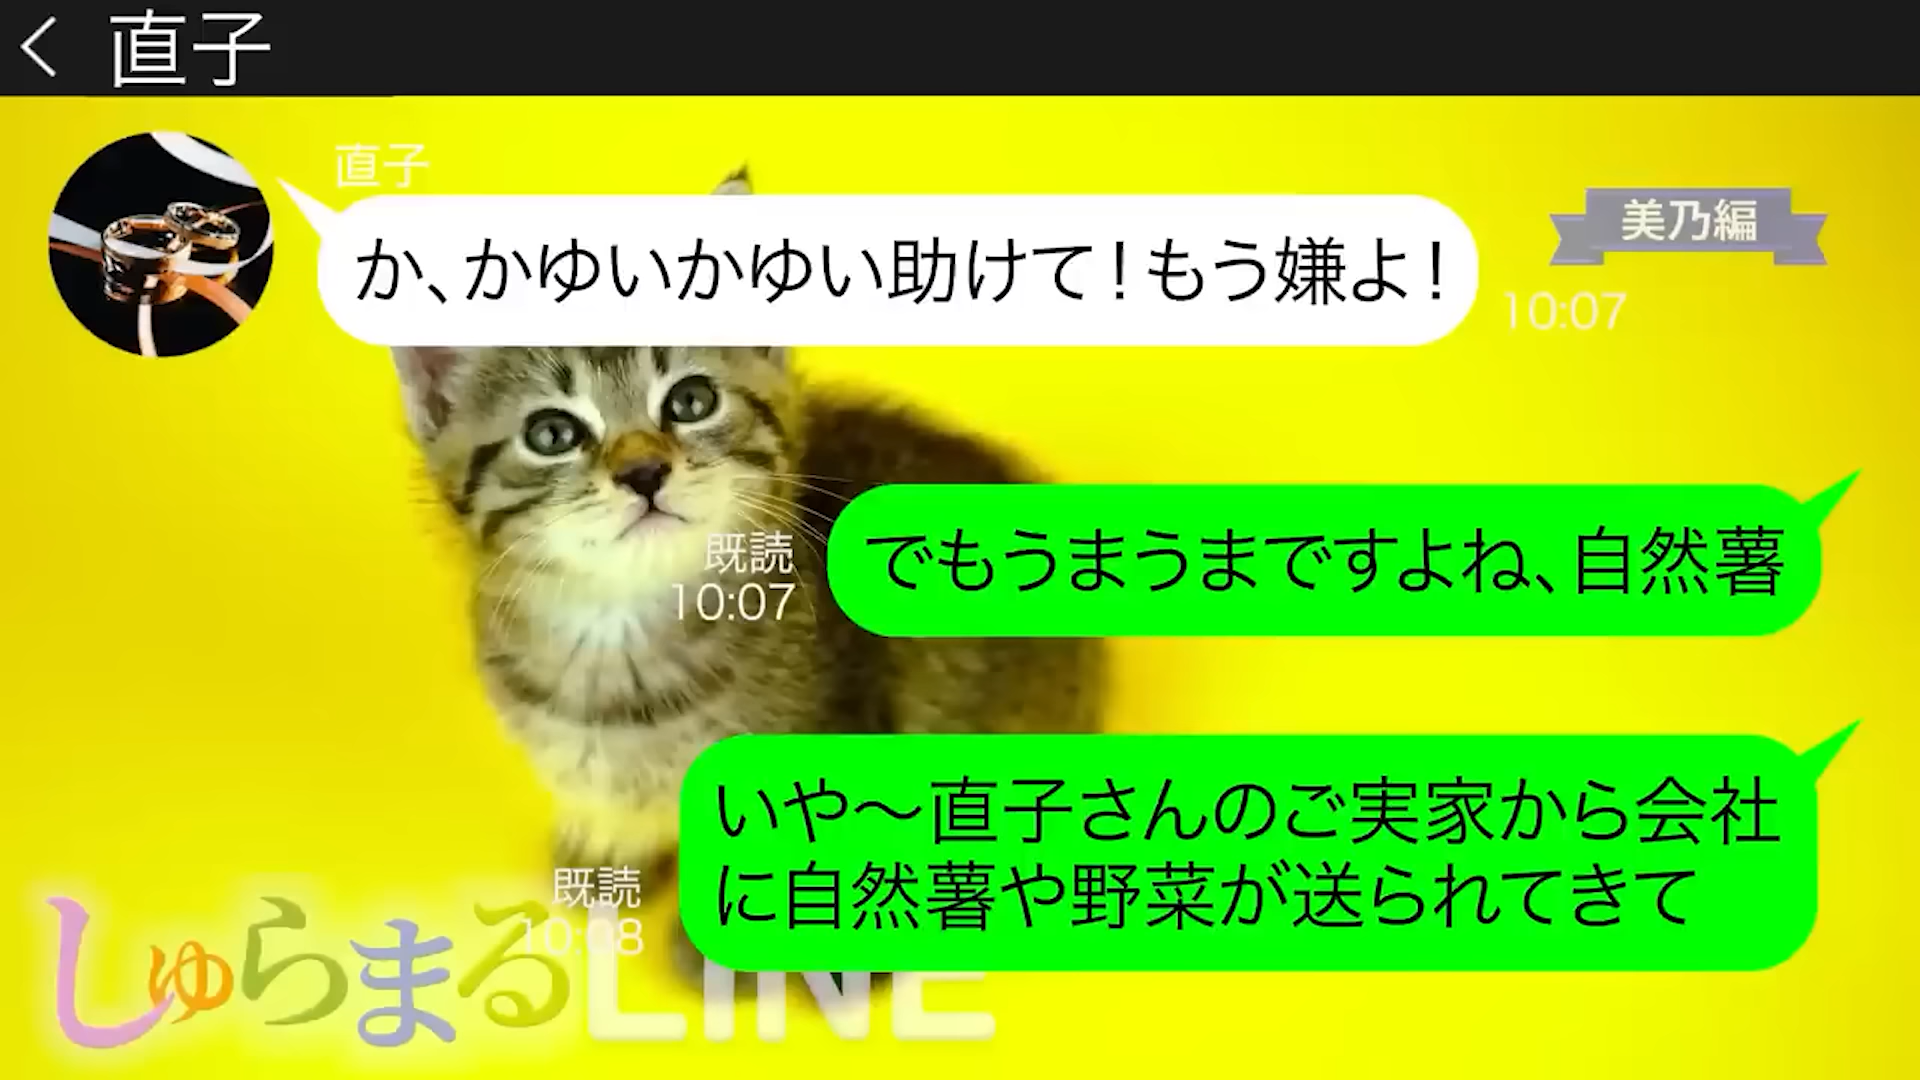 直子
直子
美乃編
か、かゆいかゆい助けて！もう嫌よ！
10:07
でもうまうまですよね、自然薯
既読
10:07
いや〜直子さんのご実家から会社
に自然薯や野菜が送られてきて
既読
10:08
しゅらまるLINE